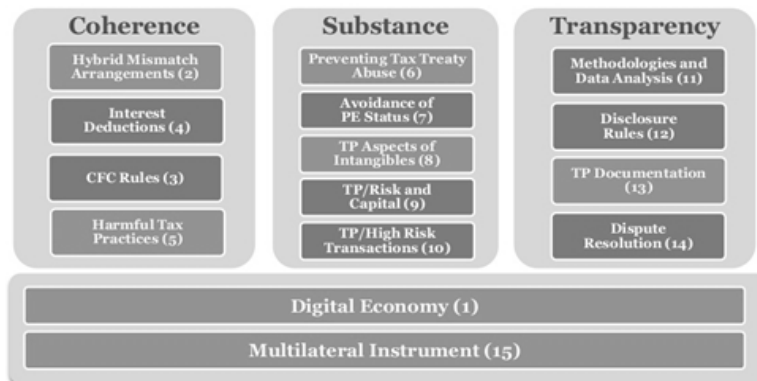 Coherence
Hybrid Mismatch
Arrangements (2)
Interest
Deductions (4)
CFC Rules (3)
Harmful Tax
Practices (5)
Substance
Preventing Tax Treaty
Abuse (6)
Avoidance of
PE Status (7)
TP Aspects of
Intangibles (8)
TP/Risk and
Capital (9)
TP/High Risk
Transactions (10)
Transparency
Methodologies and
Data Analysis (11)
Disclosure
Rules (12)
TP Documentation
(13)
Dispute
Resolution (14)
Digital Economy (1)
Multilateral Instrument (15)